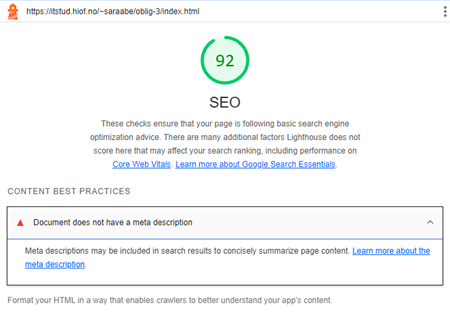 https://itstud.hiof.no/~saraabe/oblig-3/index.html
92
SEO
These checks ensure that your page is following basic search engine
optimization advice. There are many additional factors Lighthouse does not
score here that may affect your search ranking, including performance on
Core Web Vitals. Learn more about Google Search Essentials.
CONTENT BEST PRACTICES
Document does not have a meta description
Meta descriptions may be included in search results to concisely summarize page content. Learn more about the
meta description.
Format your HTML in a way that enables crawlers to better understand your app's content.